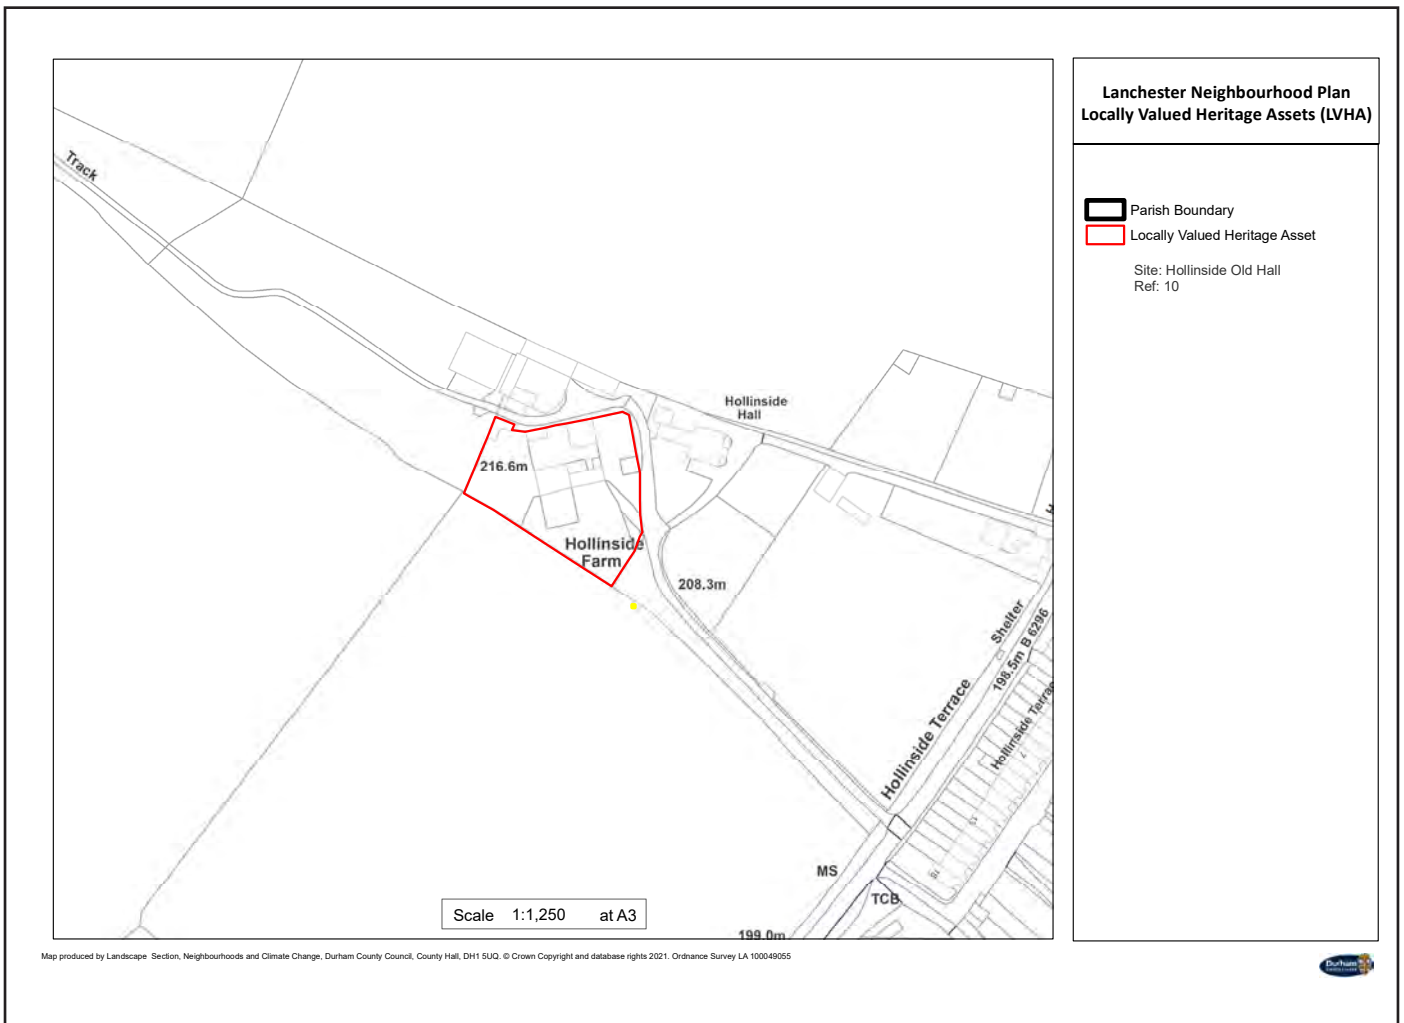 Lanchester Neighbourhood Plan
Locally Valued Heritage Assets (LVHA)
Parish Boundary
Locally Valued Heritage Asset
Site: Hollinside Old Hall
Ref: 10
Track
Hollinside
Hall
216.6m
Hollinside
Farm
208.3m
Shelter
198.5m B 6296
Hollinside Terrace
Hollinside Terrac
MS
TCB
199.0m
Scale 1:1,250 at A3
Map produced by Landscape Section, Neighbourhoods and Climate Change, Durham County Council, County Hall, DH1 5UQ. © Crown Copyright and database rights 2021. Ordnance Survey LA 100049055
Durham